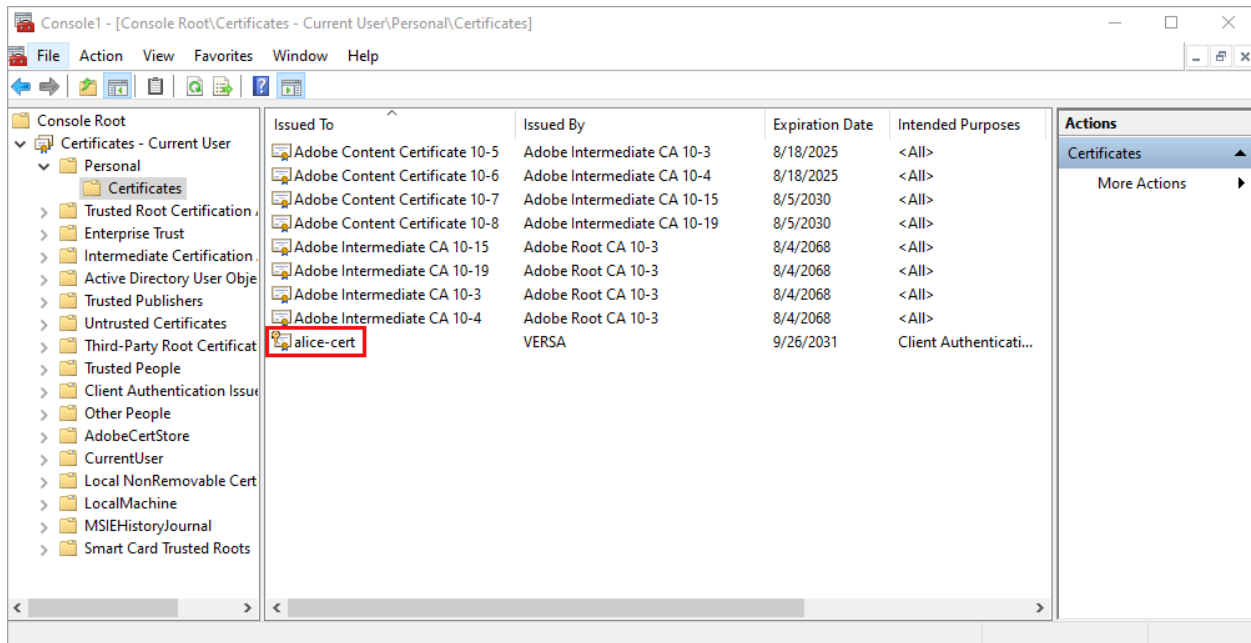 Console1 - [Console Root\Certificates - Current User\Personal\Certificates]
File Action View Favorites Window Help
Console Root
Certificates - Current User
Personal
Certificates
Trusted Root Certification
Enterprise Trust
Intermediate Certification
Active Directory User Obje
Trusted Publishers
Untrusted Certificates
Third-Party Root Certificat
Trusted People
Client Authentication Issue
Other People
AdobeCertStore
CurrentUser
Local NonRemovable Cert
LocalMachine
MSIEHistoryJournal
Smart Card Trusted Roots
Issued To Issued By Expiration Date Intended Purposes
Adobe Content Certificate 10-5 Adobe Intermediate CA 10-3 8/18/2025 <All>
Adobe Content Certificate 10-6 Adobe Intermediate CA 10-4 8/18/2025 <All>
Adobe Content Certificate 10-7 Adobe Intermediate CA 10-15 8/5/2030 <All>
Adobe Content Certificate 10-8 Adobe Intermediate CA 10-19 8/5/2030 <All>
Adobe Intermediate CA 10-15 Adobe Root CA 10-3 8/4/2068 <All>
Adobe Intermediate CA 10-19 Adobe Root CA 10-3 8/4/2068 <All>
Adobe Intermediate CA 10-3 Adobe Root CA 10-3 8/4/2068 <All>
Adobe Intermediate CA 10-4 Adobe Root CA 10-3 8/4/2068 <All>
alice-cert VERSA 9/26/2031 Client Authenticati...
Actions
Certificates
More Actions